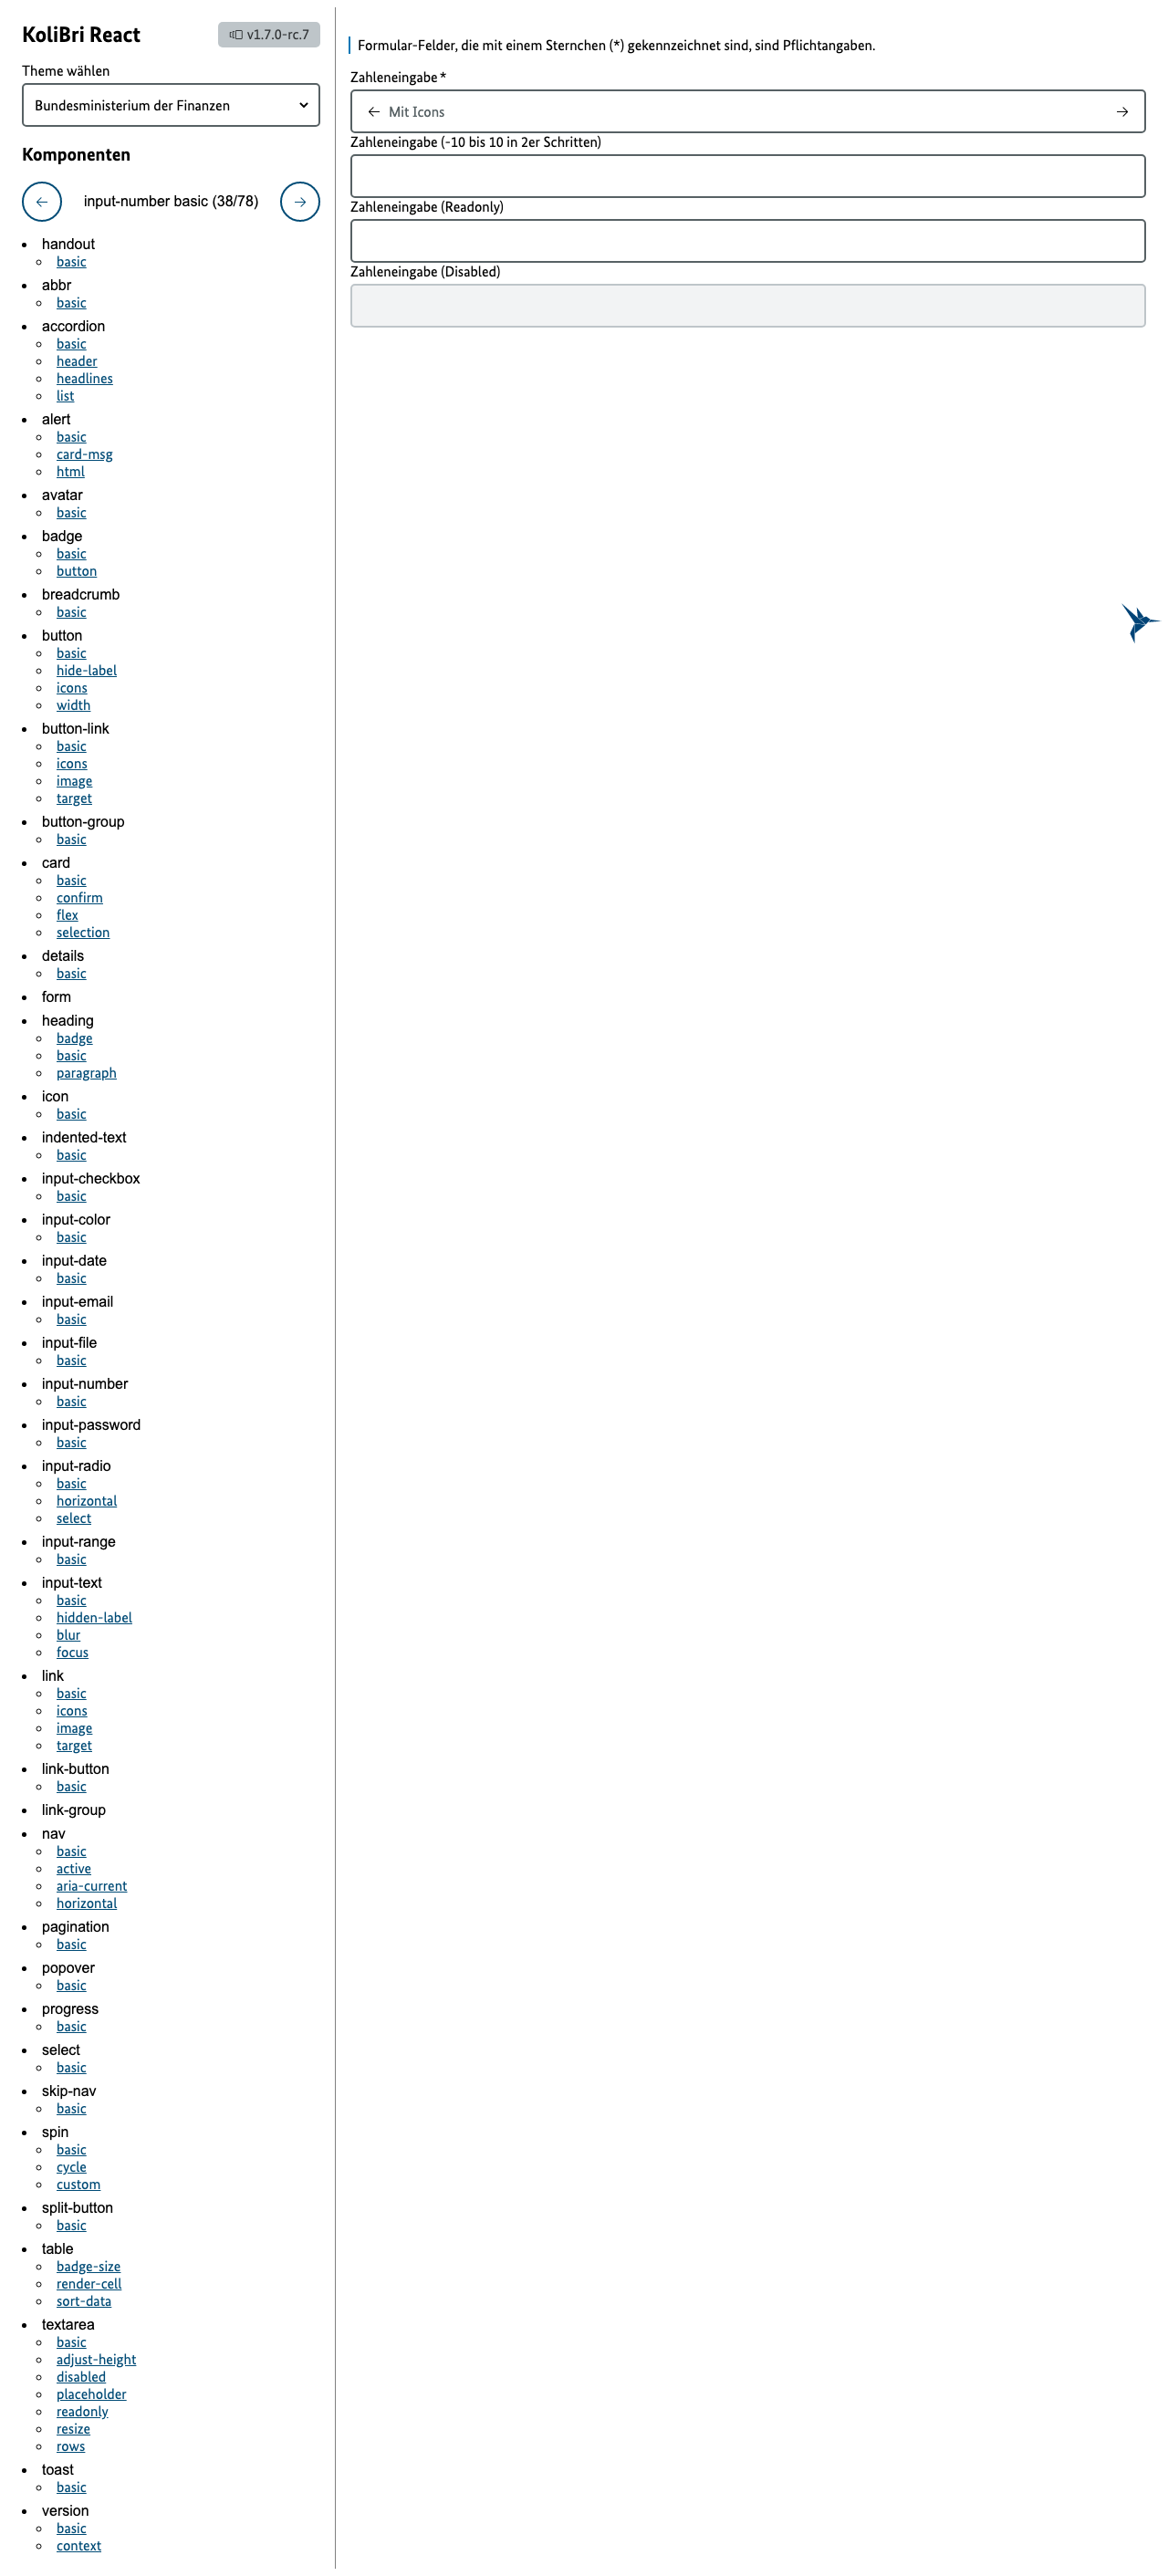 KoliBri React
v1.7.0-rc.7
Theme wählen
Bundesministerium der Finanzen
Komponenten
input-number basic (38/78)
handout
basic
abbr
basic
accordion
basic
header
headlines
list
alert
basic
card-msg
html
avatar
basic
badge
basic
button
breadcrumb
basic
button
basic
hide-label
icons
width
button-link
basic
icons
image
target
button-group
basic
card
basic
confirm
flex
selection
details
basic
form
heading
badge
basic
paragraph
icon
basic
indented-text
basic
input-checkbox
basic
input-color
basic
input-date
basic
input-email
basic
input-file
basic
input-number
basic
input-password
basic
input-radio
basic
horizontal
select
input-range
basic
input-text
basic
hidden-label
blur
focus
link
basic
icons
image
target
link-button
basic
link-group
nav
basic
active
aria-current
horizontal
pagination
basic
popover
basic
progress
basic
select
basic
skip-nav
basic
spin
basic
cycle
custom
split-button
basic
table
badge-size
render-cell
sort-data
textarea
basic
adjust-height
disabled
placeholder
readonly
resize
rows
toast
basic
version
basic
context
Formular-Felder, die mit einem Sternchen (*) gekennzeichnet sind, sind Pflichtangaben.
Zahleneingabe *
Mit Icons
Zahleneingabe (-10 bis 10 in 2er Schritten)
Zahleneingabe (Readonly)
Zahleneingabe (Disabled)